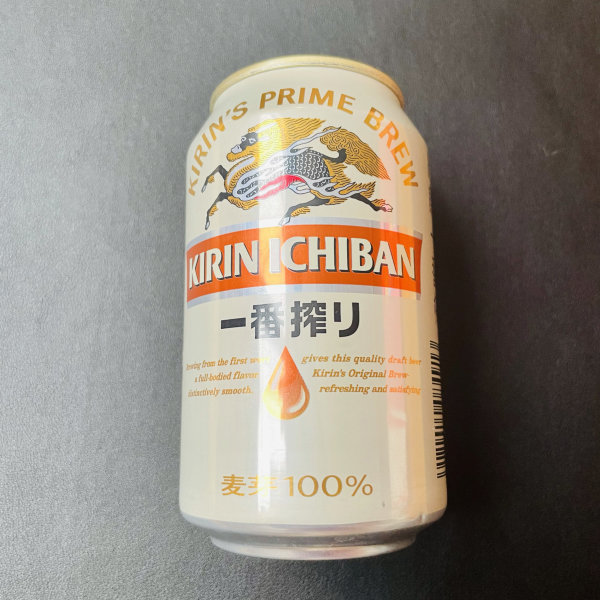 KIRIN'S PRIME BREW
KIRIN ICHIBAN
一番搾り
Brewing from the first wort gives this quality draft beer
a full-bodied flavor. Kirin's Original Brew-
distinctively smooth, refreshing and satisfying
麦芽100%